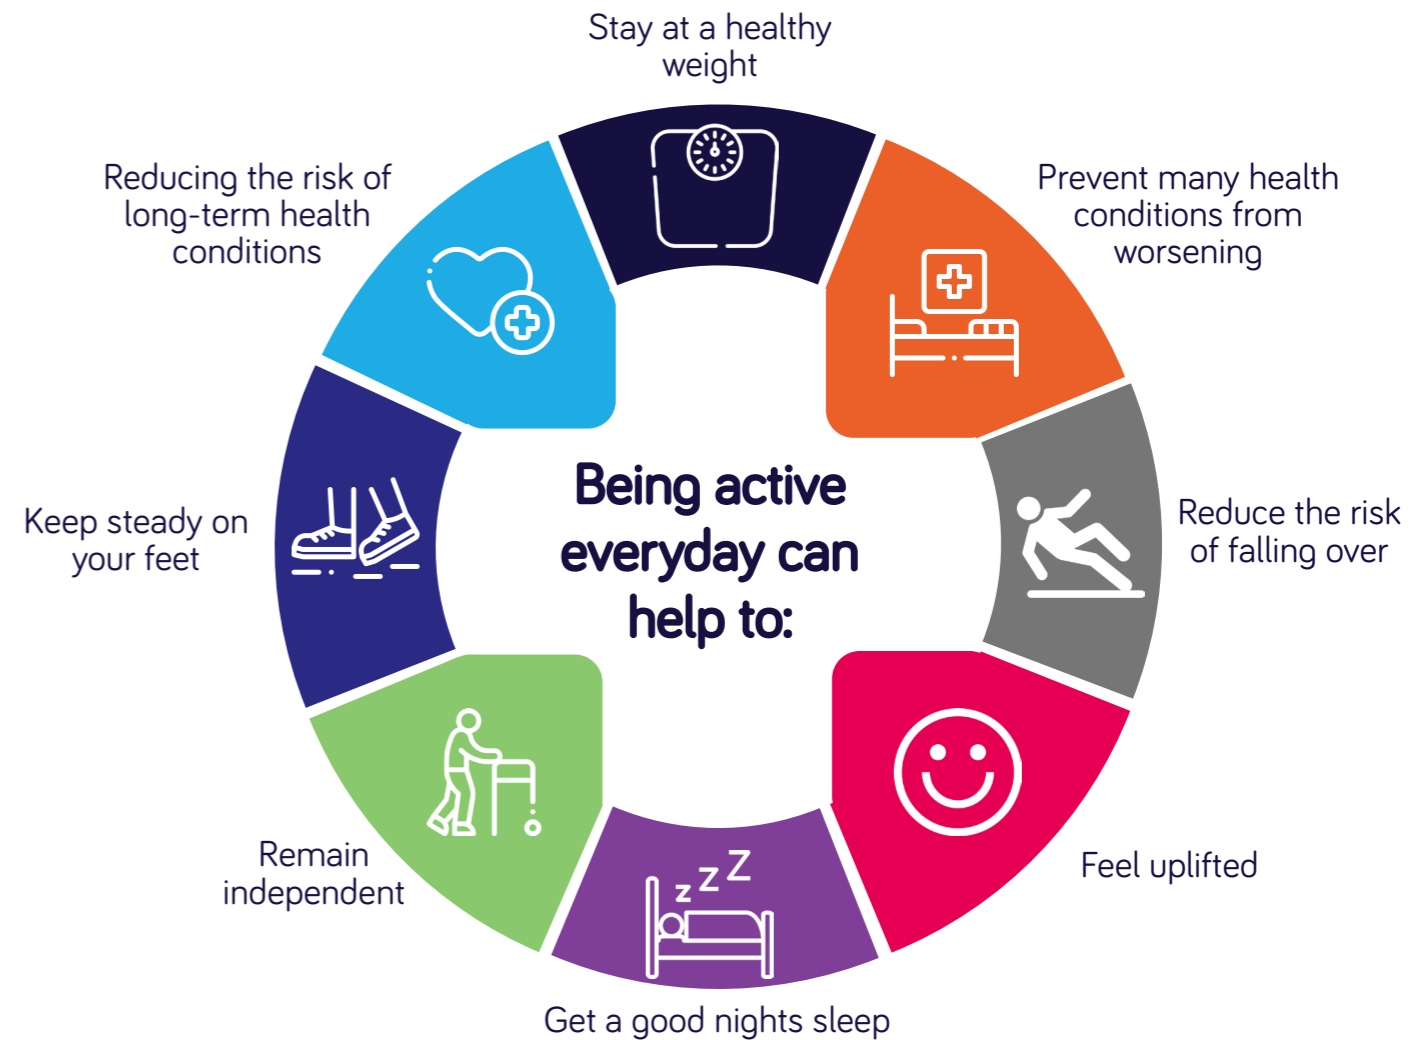 Stay at a healthy
weight
Reducing the risk of
long-term health
conditions
Prevent many health
conditions from
worsening
Being active
everyday can
help to:
Keep steady on
your feet
Reduce the risk
of falling over
Remain
independent
Feel uplifted
z z Z
Get a good nights sleep